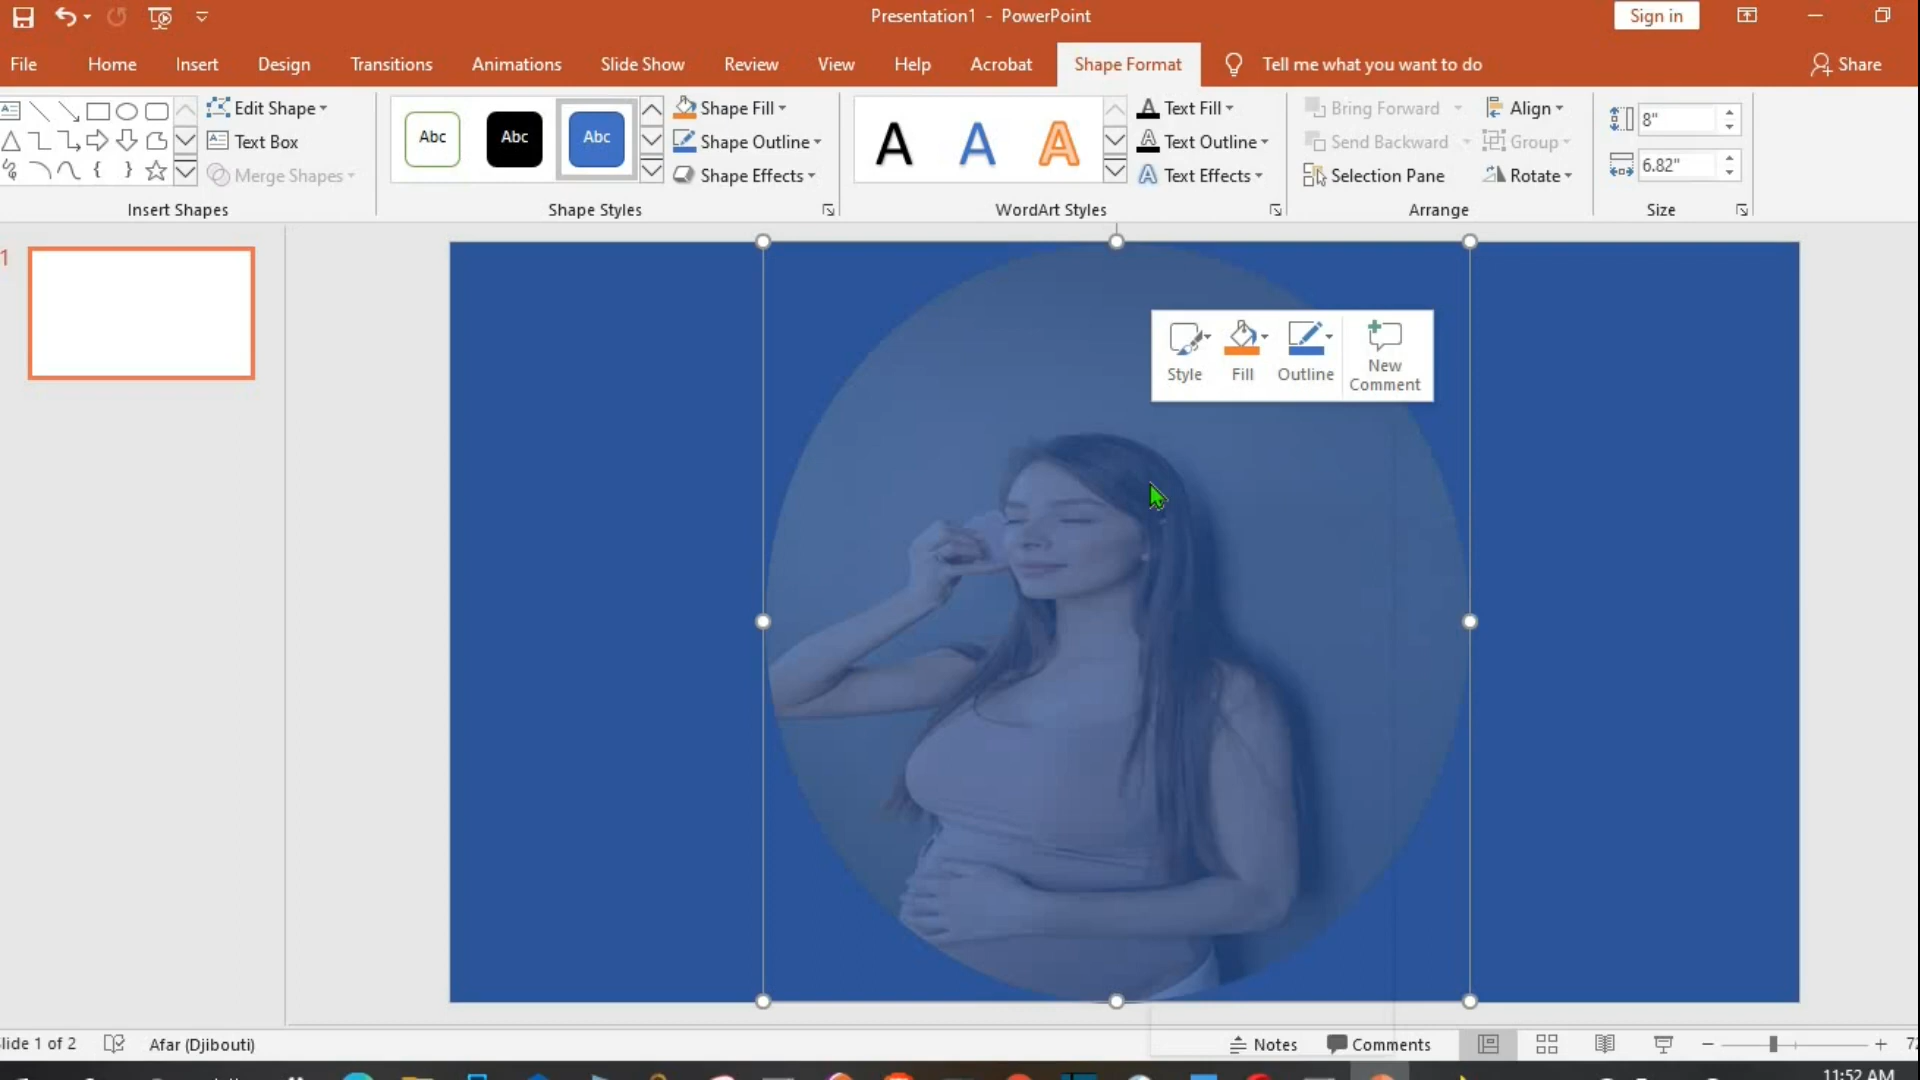 Presentation1 - PowerPoint
Sign in
File Home Insert Design Transitions Animations Slide Show Review View Help Acrobat Shape Format Tell me what you want to do Share
Edit Shape
Text Box
Merge Shapes
Insert Shapes
Abc Abc Abc
Shape Fill
Shape Outline
Shape Effects
Shape Styles
A A A
Text Fill
Text Outline
Text Effects
WordArt Styles
Bring Forward
Send Backward
Selection Pane
Align
Group
Rotate
Arrange
8"
6.82"
Size
1
Style Fill Outline New Comment
lide 1 of 2 Afar (Djibouti) Notes Comments
11:52 AM